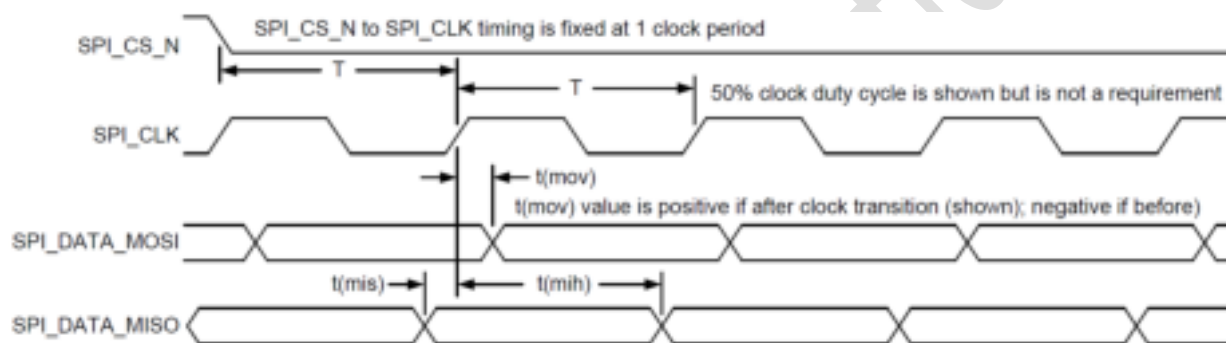 SPI_CS_N to SPI_CLK timing is fixed at 1 clock period
SPI_CS_N
T
T
50% clock duty cycle is shown but is not a requirement
SPI_CLK
t(mov)
t(mov) value is positive if after clock transition (shown); negative if before)
SPI_DATA_MOSI
t(mis)
t(mih)
SPI_DATA_MISO